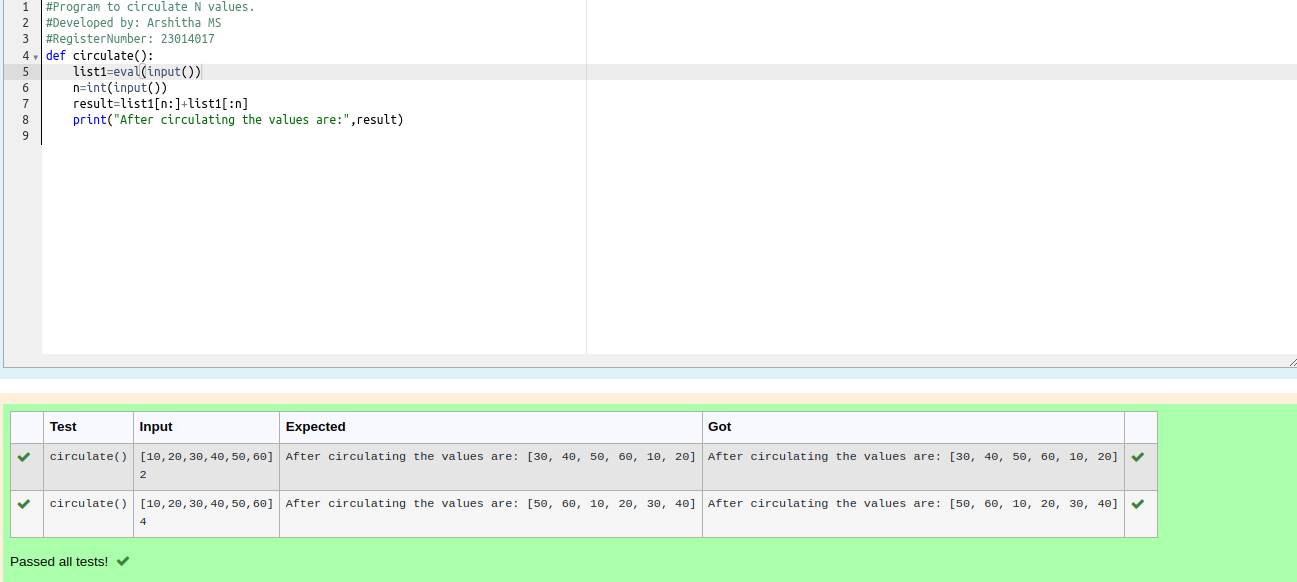 1 #Program to circulate N values.
2 #Developed by: Arshitha MS
3 #RegisterNumber: 23014017
4 def circulate():
5     list1=eval(input())
6     n=int(input())
7     result=list1[n:]+list1[:n]
8     print("After circulating the values are:",result)
9
Test Input Expected Got
circulate() [10,20,30,40,50,60] After circulating the values are: [30, 40, 50, 60, 10, 20] After circulating the values are: [30, 40, 50, 60, 10, 20]
2
circulate() [10,20,30,40,50,60] After circulating the values are: [50, 60, 10, 20, 30, 40] After circulating the values are: [50, 60, 10, 20, 30, 40]
4
Passed all tests!